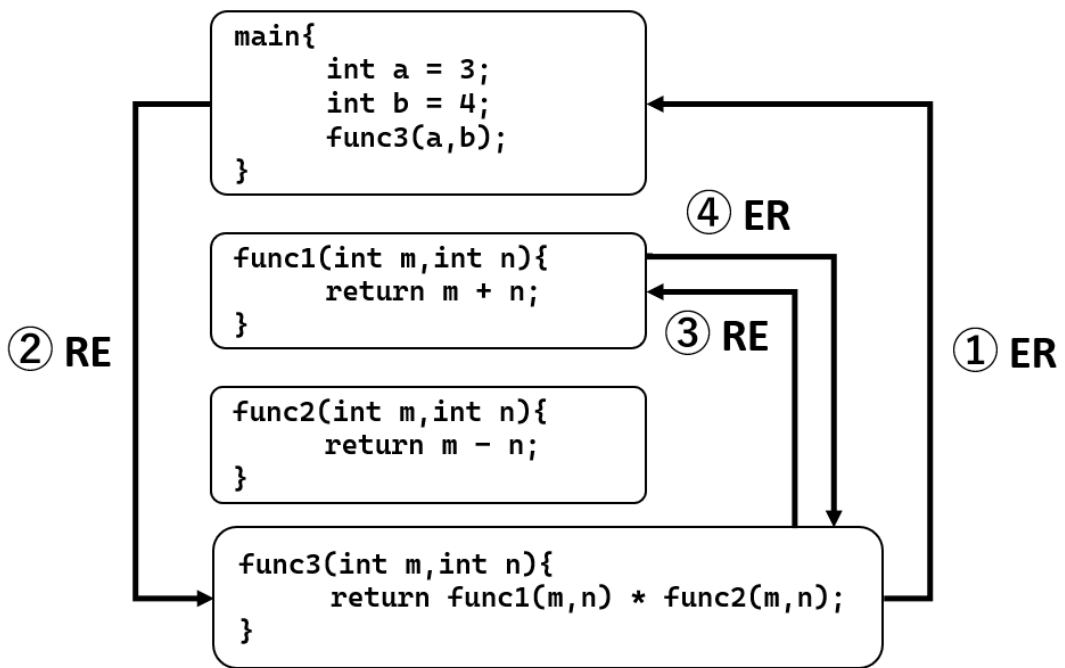 main{
int a = 3;
int b = 4;
func3(a,b);
}
④ ER
func1(int m,int n){
return m + n;
}
③ RE
② RE
① ER
func2(int m,int n){
return m - n;
}
func3(int m,int n){
return func1(m,n) * func2(m,n);
}